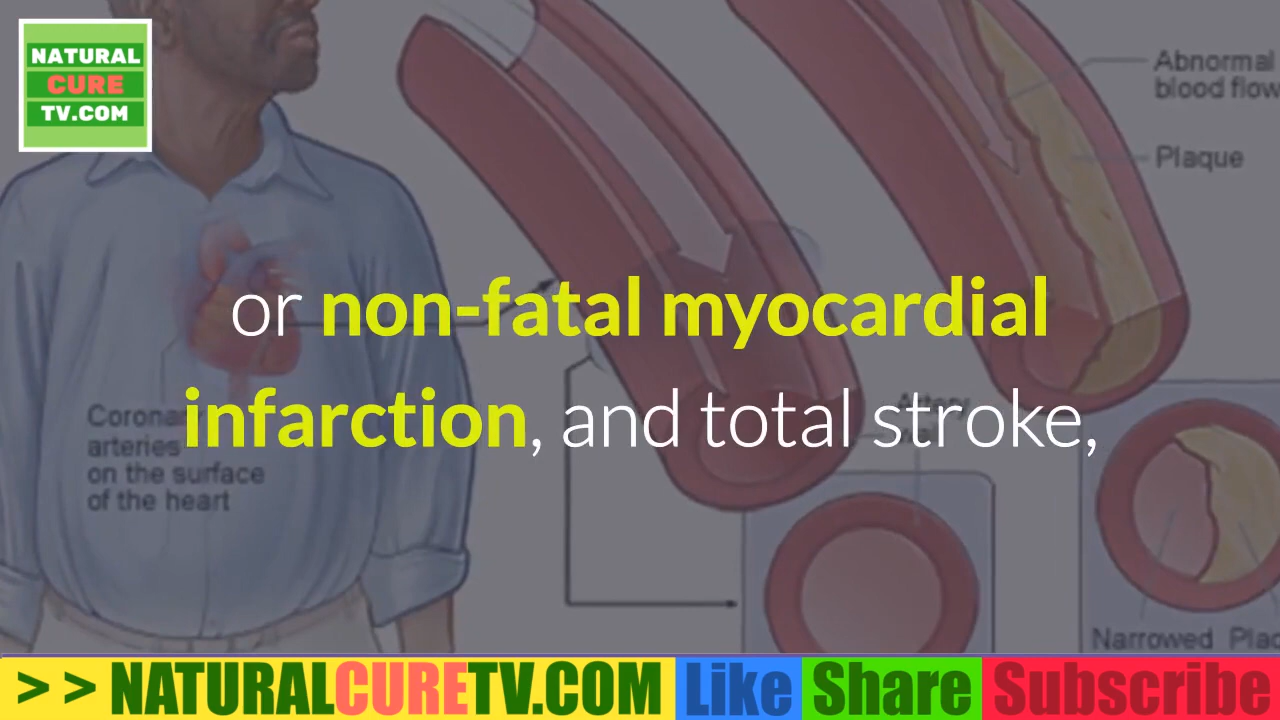 NATURAL
CURE
TV.COM
Abnormal
blood flow
Plaque
or non-fatal myocardial
infarction, and total stroke,
arteries
on the surface
of the heart
Narrowed
> > NATURALCURETV.COM Like Share Subscribe